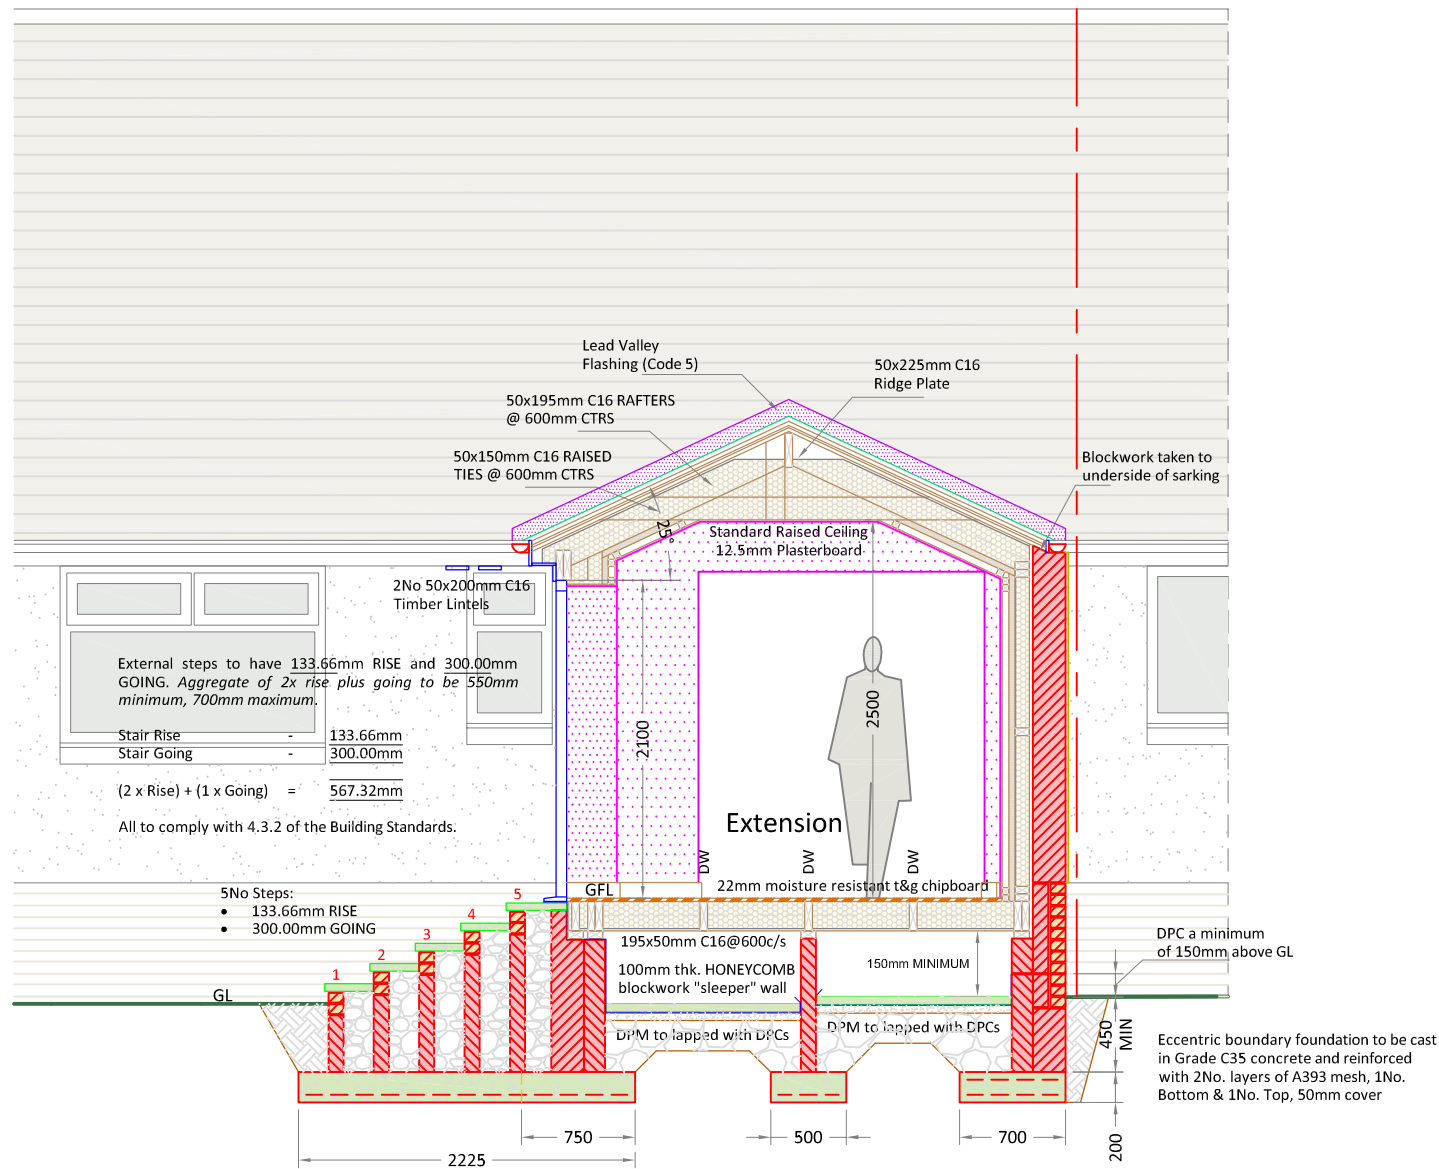 Lead Valley
Flashing (Code 5)
50x225mm C16
Ridge Plate
50x195mm C16 RAFTERS
@ 600mm CTRS
50x150mm C16 RAISED
TIES @ 600mm CTRS
Blockwork taken to
underside of sarking
25°
Standard Raised Ceiling
12.5mm Plasterboard
2No 50x200mm C16
Timber Lintels
External steps to have 133.66mm RISE and 300.00mm
GOING. Aggregate of 2x rise plus going to be 550mm
minimum, 700mm maximum.
Stair Rise - 133.66mm
Stair Going - 300.00mm
(2 x Rise) + (1 x Going) = 567.32mm
All to comply with 4.3.2 of the Building Standards.
2100
2500
Extension
DW
DW
DW
GFL
22mm moisture resistant t&g chipboard
5No Steps:
• 133.66mm RISE
• 300.00mm GOING
1
2
3
4
5
GL
195x50mm C16@600c/s
100mm thk. HONEYCOMB
blockwork "sleeper" wall
150mm MINIMUM
DPC a minimum
of 150mm above GL
DPM to lapped with DPCs
DPM to lapped with DPCs
450
MIN
Eccentric boundary foundation to be cast
in Grade C35 concrete and reinforced
with 2No. layers of A393 mesh, 1No.
Bottom & 1No. Top, 50mm cover
750
500
700
200
2225